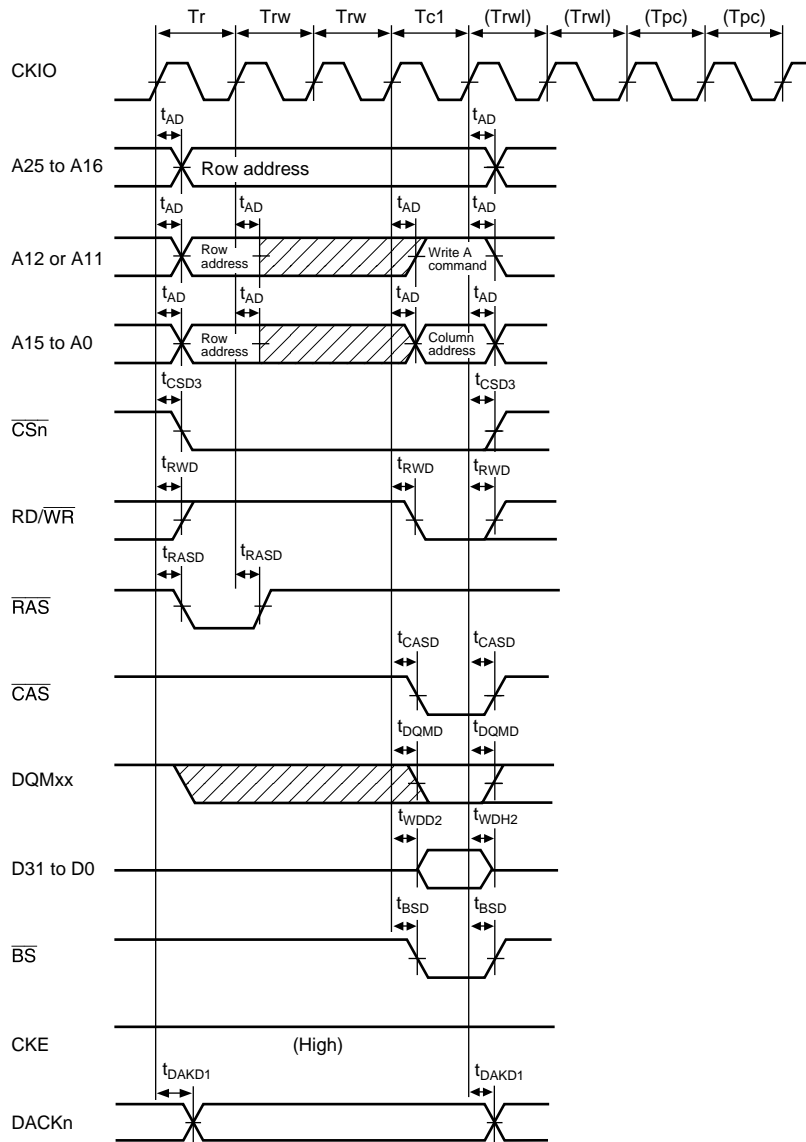 Tr Trw Trw Tc1 (Trwl) (Trwl) (Tpc) (Tpc)
CKIO
tAD tAD
A25 to A16 Row address
tAD tAD tAD tAD
A12 or A11 Row address Write A command
tAD tAD tAD tAD
A15 to A0 Row address Column address
tCSD3 tCSD3
CSn
tRWD tRWD tRWD
RD/WR
tRASD tRASD
RAS
tCASD tCASD
CAS
tDQMD tDQMD
DQMxx
tWDD2 tWDH2
D31 to D0
tBSD tBSD
BS
CKE (High)
tDAKD1 tDAKD1
DACKn